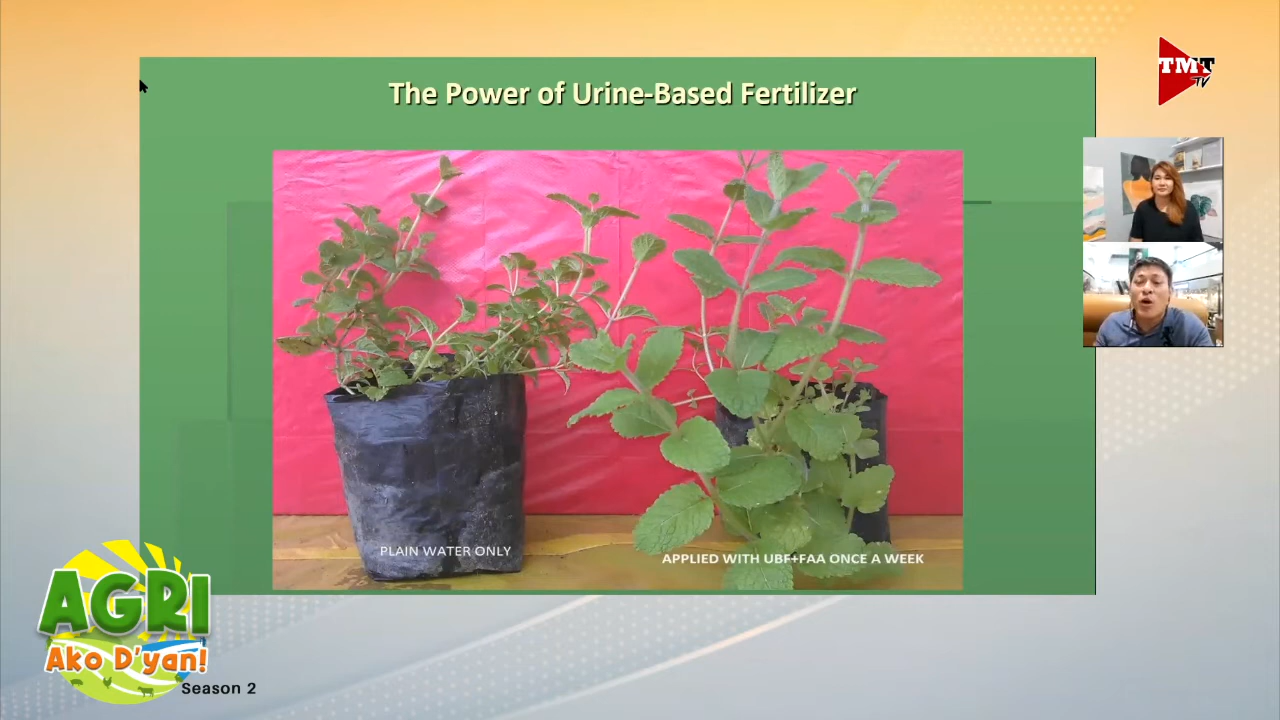 The Power of Urine-Based Fertilizer
TMT
TV
PLAIN WATER ONLY
APPLIED WITH UBF+FAA ONCE A WEEK
AGRI
Ako D'yan!
Season 2